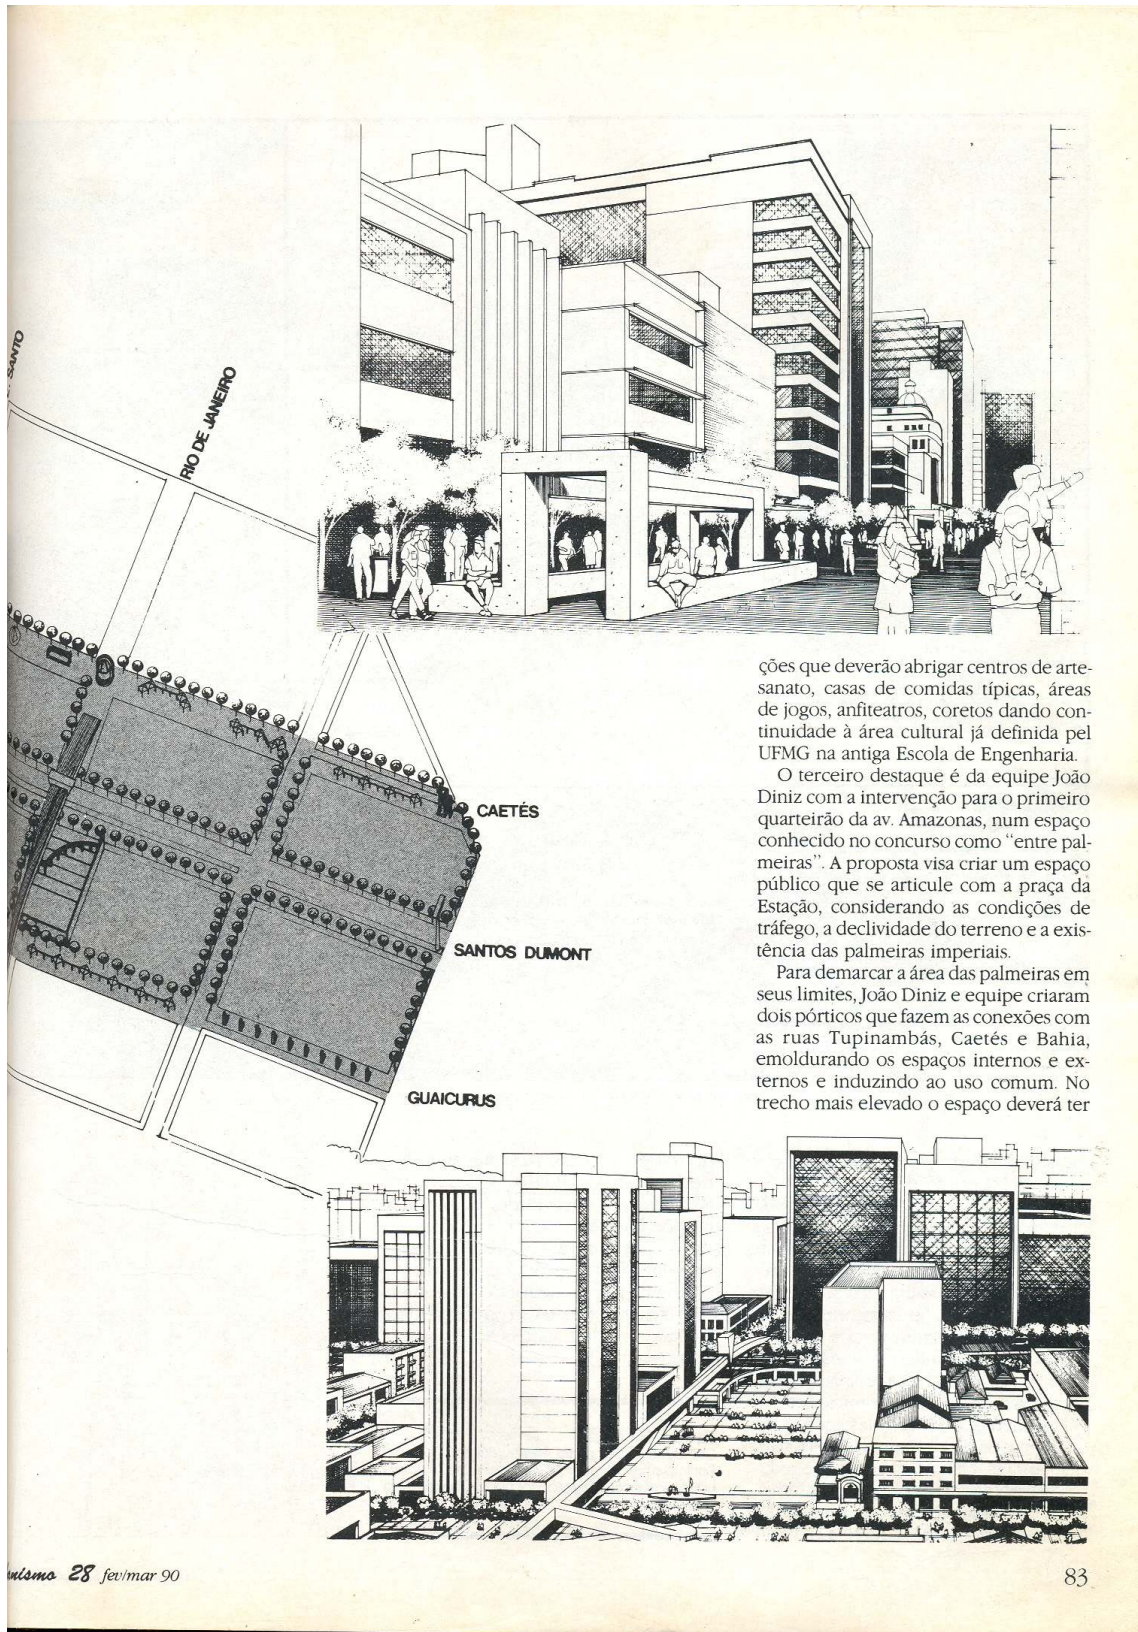 SANTO
RIO DE JANEIRO
CAETÉS
SANTOS DUMONT
GUAICURUS
ções que deverão abrigar centros de arte-
sanato, casas de comidas típicas, áreas
de jogos, anfiteatros, coretos dando con-
tinuidade à área cultural já definida pel
UFMG na antiga Escola de Engenharia.
O terceiro destaque é da equipe João
Diniz com a intervenção para o primeiro
quarteirão da av. Amazonas, num espaço
conhecido no concurso como “entre pal-
meiras”. A proposta visa criar um espaço
público que se articule com a praça da
Estação, considerando as condições de
tráfego, a declividade do terreno e a exis-
tência das palmeiras imperiais.
Para demarcar a área das palmeiras em
seus limites, João Diniz e equipe criaram
dois pórticos que fazem as conexões com
as ruas Tupinambás, Caetés e Bahia,
emoldurando os espaços internos e ex-
ternos e induzindo ao uso comum. No
trecho mais elevado o espaço deverá ter
nismo 28 fev/mar 90
83